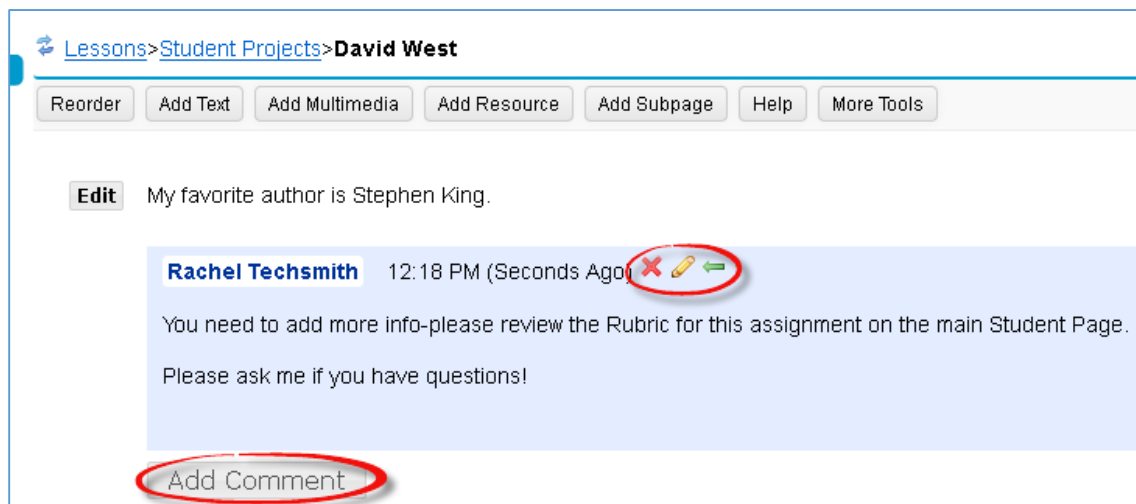 Lessons>Student Projects>David West
Reorder Add Text Add Multimedia Add Resource Add Subpage Help More Tools
Edit My favorite author is Stephen King.
Rachel Techsmith 12:18 PM (Seconds Ago)
You need to add more info-please review the Rubric for this assignment on the main Student Page.
Please ask me if you have questions!
Add Comment